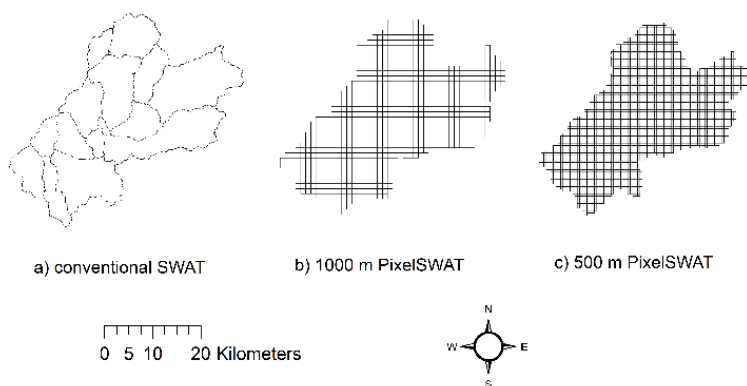 a) conventional SWAT
b) 1000 m PixelSWAT
c) 500 m PixelSWAT
0 5 10 20 Kilometers
N
W E
S